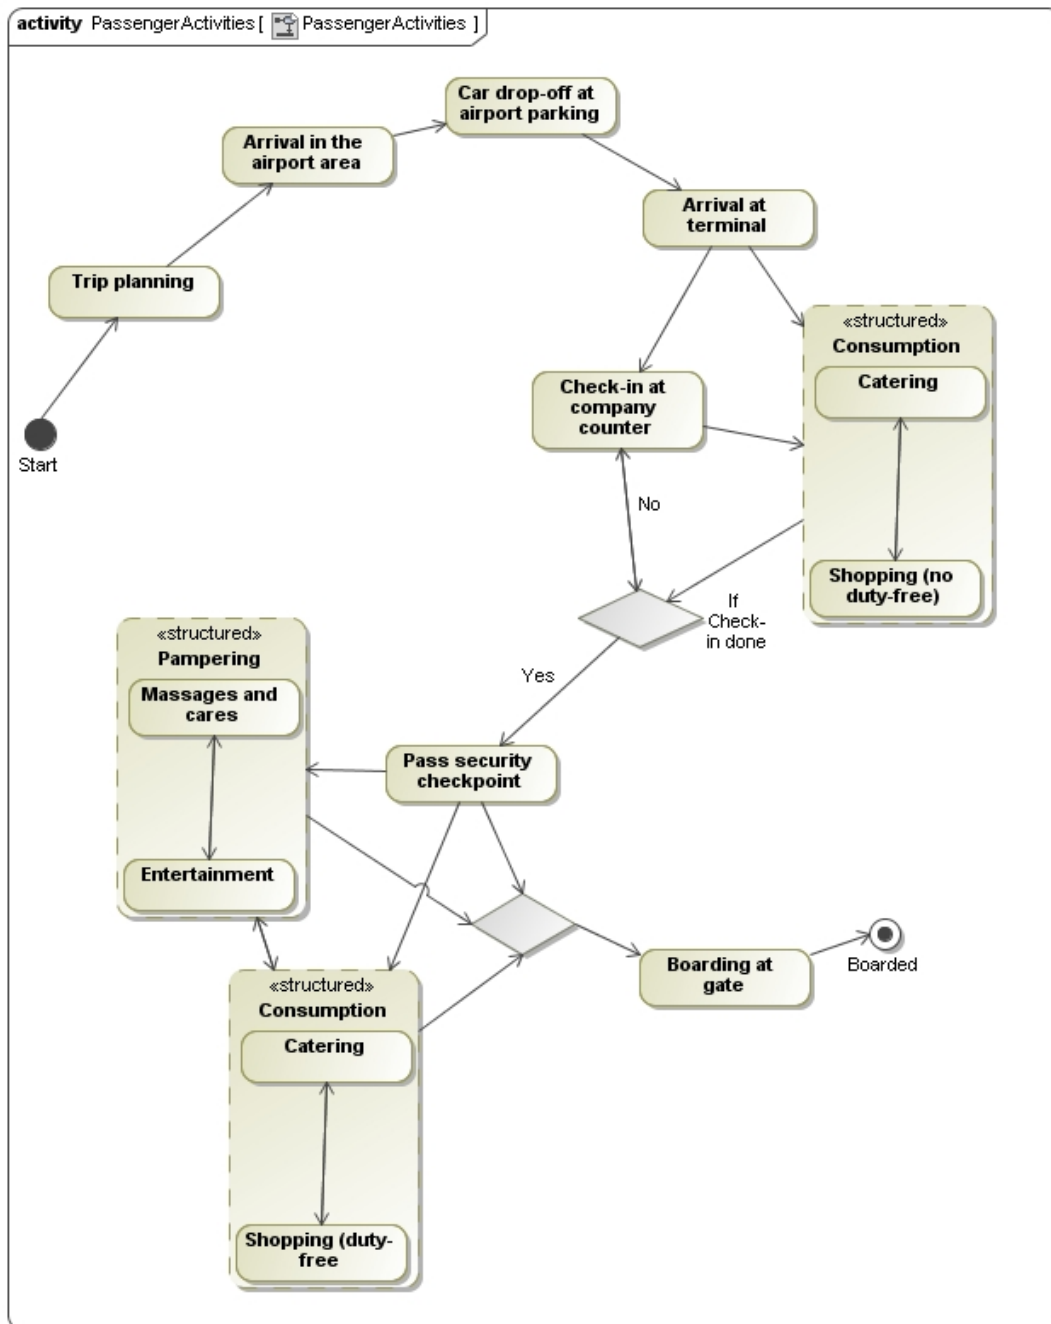 activity PassengerActivities [ PassengerActivities ]
Car drop-off at
airport parking
Arrival in the
airport area
Arrival at
terminal
Trip planning
Start
«structured»
Consumption
Catering
Shopping (no
duty-free)
Check-in at
company
counter
No
If
Check-
in done
Yes
«structured»
Pampering
Massages and
cares
Entertainment
Pass security
checkpoint
Boarding at
gate
Boarded
«structured»
Consumption
Catering
Shopping (duty-
free